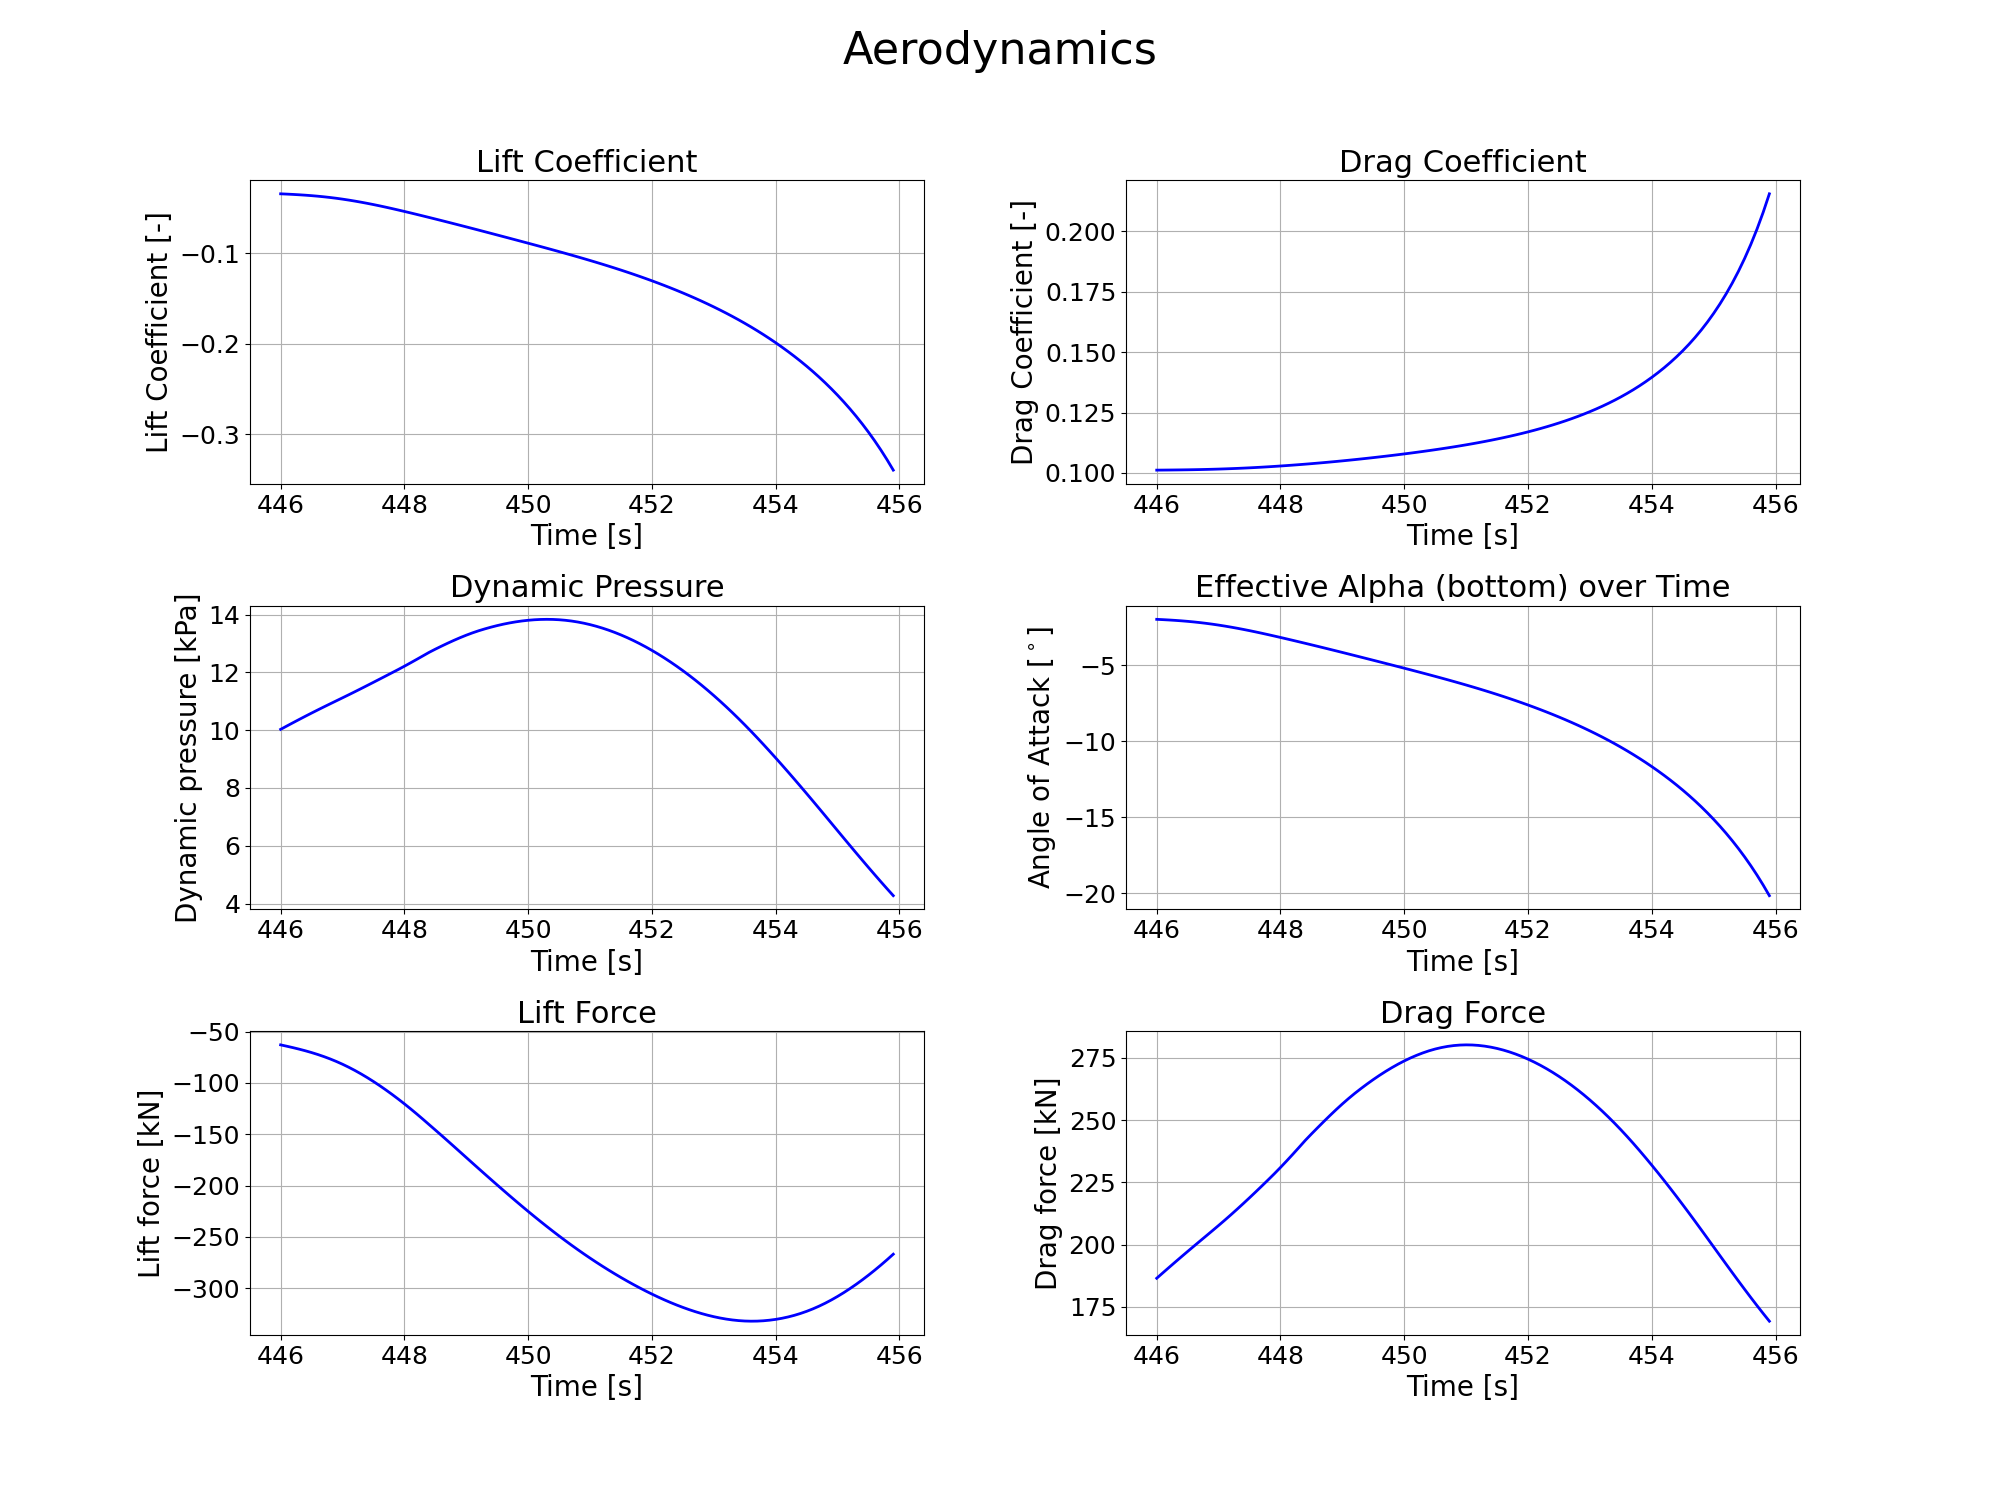 Aerodynamics
Lift Coefficient
Lift Coefficient [-]
−0.1
−0.2
−0.3
446 448 450 452 454 456
Time [s]
Drag Coefficient
Drag Coefficient [-]
0.200
0.175
0.150
0.125
0.100
446 448 450 452 454 456
Time [s]
Dynamic Pressure
Dynamic pressure [kPa]
14
12
10
8
6
4
446 448 450 452 454 456
Time [s]
Effective Alpha (bottom) over Time
Angle of Attack [°]
−5
−10
−15
−20
446 448 450 452 454 456
Time [s]
Lift Force
Lift force [kN]
−50
−100
−150
−200
−250
−300
446 448 450 452 454 456
Time [s]
Drag Force
Drag force [kN]
275
250
225
200
175
446 448 450 452 454 456
Time [s]